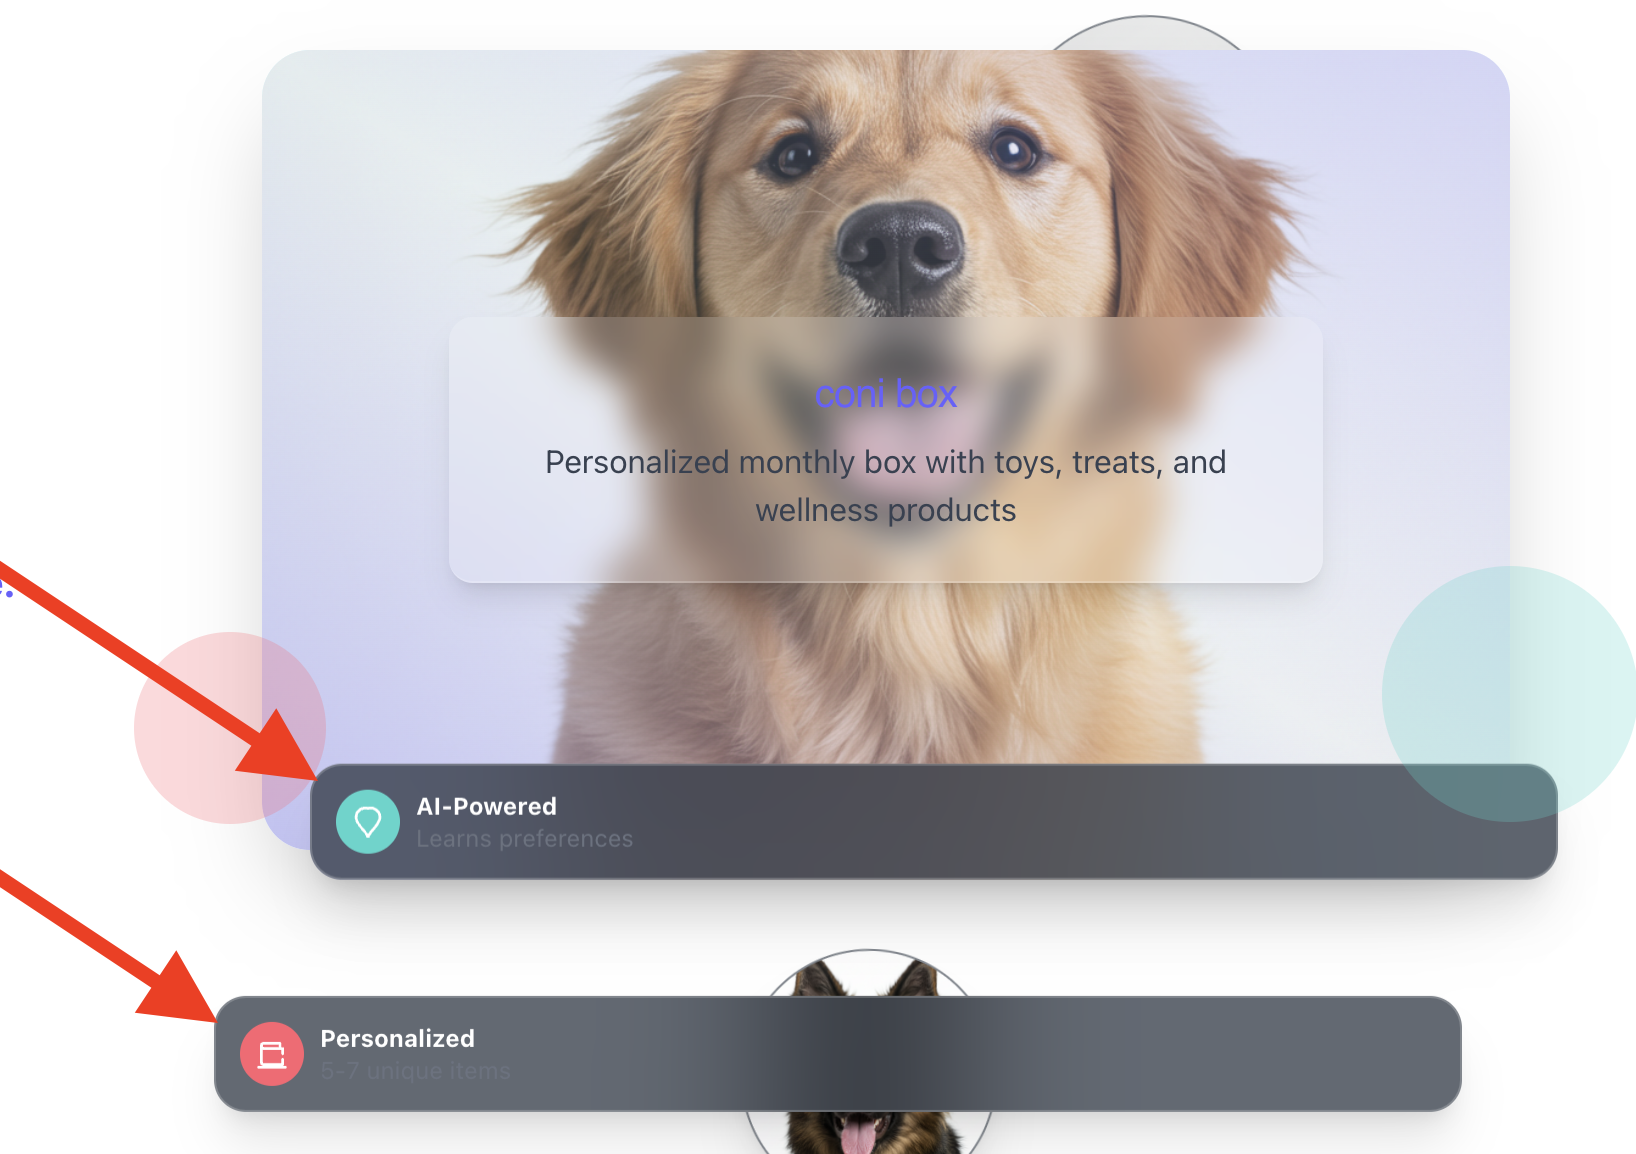 coni box
Personalized monthly box with toys, treats, and
wellness products
AI-Powered
Learns preferences
Personalized
5-7 unique items